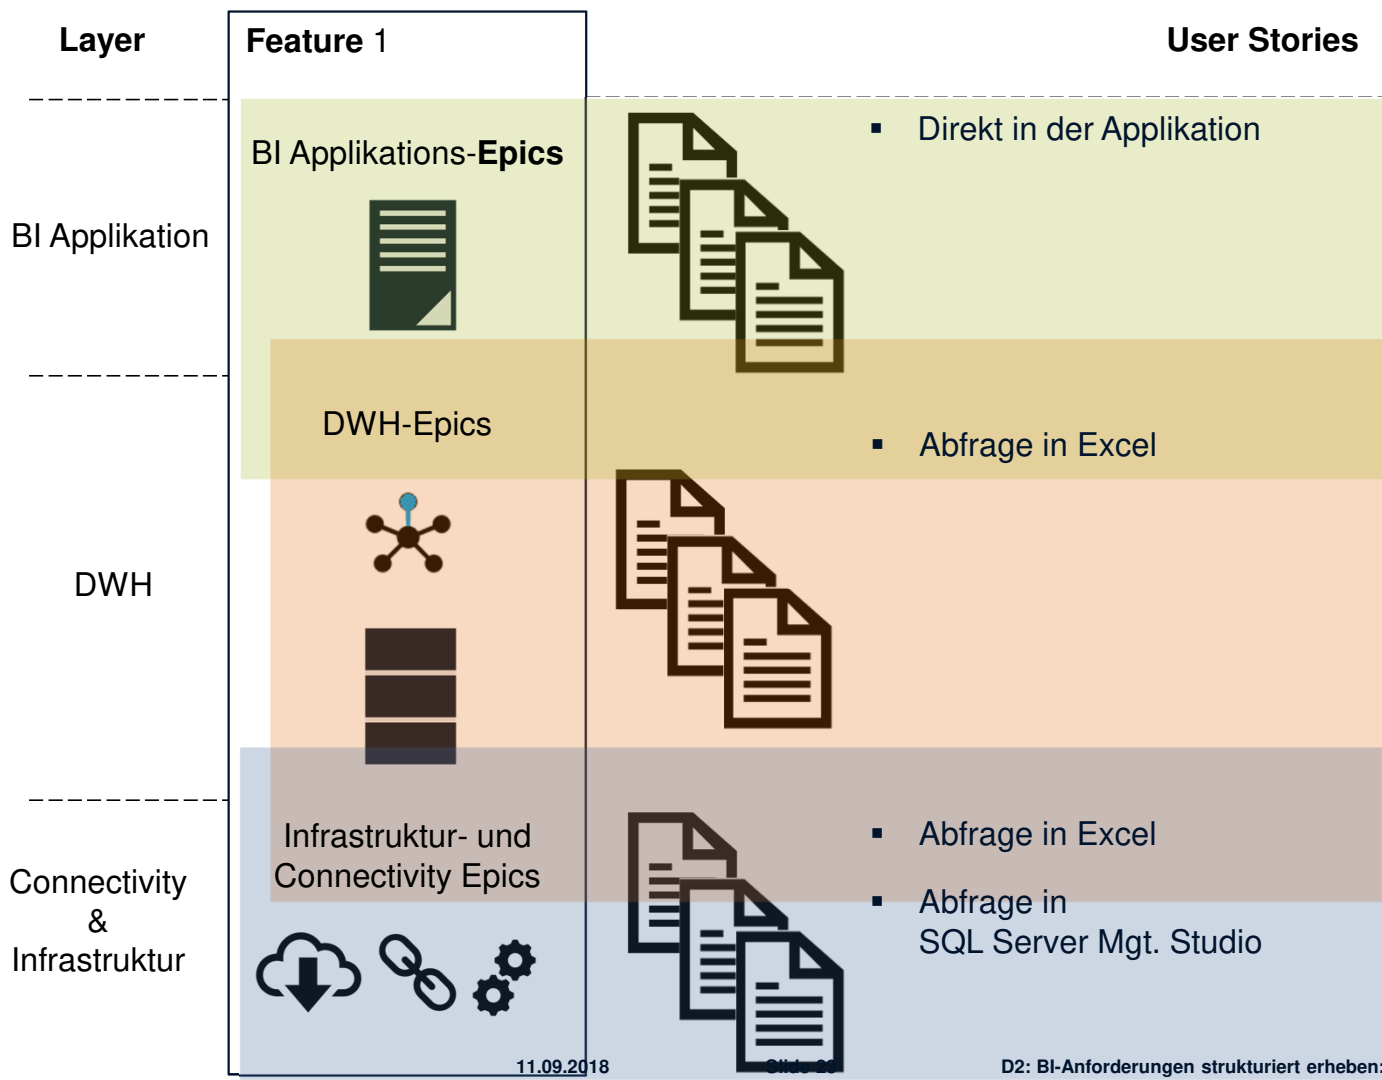 Layer
Feature 1
User Stories
BI Applikations-Epics
▪ Direkt in der Applikation
BI Applikation
DWH-Epics
▪ Abfrage in Excel
DWH
Infrastruktur- und
Connectivity Epics
▪ Abfrage in Excel
▪ Abfrage in
SQL Server Mgt. Studio
Connectivity
&
Infrastruktur
11.09.2018
Slide 23
D2: BI-Anforderungen strukturiert erheben: